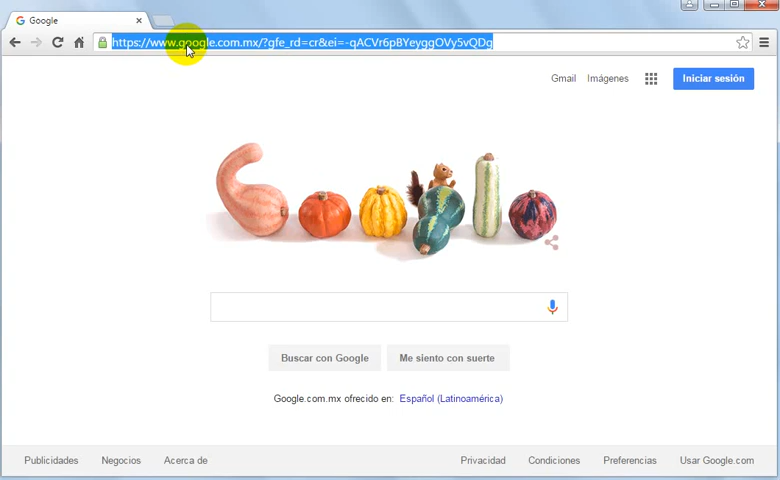 Google
https://www.google.com.mx/?gfe_rd=cr&ei=-qACVr6pBYeyggOVy5vQDg
Gmail Imágenes Iniciar sesión
Buscar con Google Me siento con suerte
Google.com.mx ofrecido en: Español (Latinoamérica)
Publicidades Negocios Acerca de Privacidad Condiciones Preferencias Usar Google.com